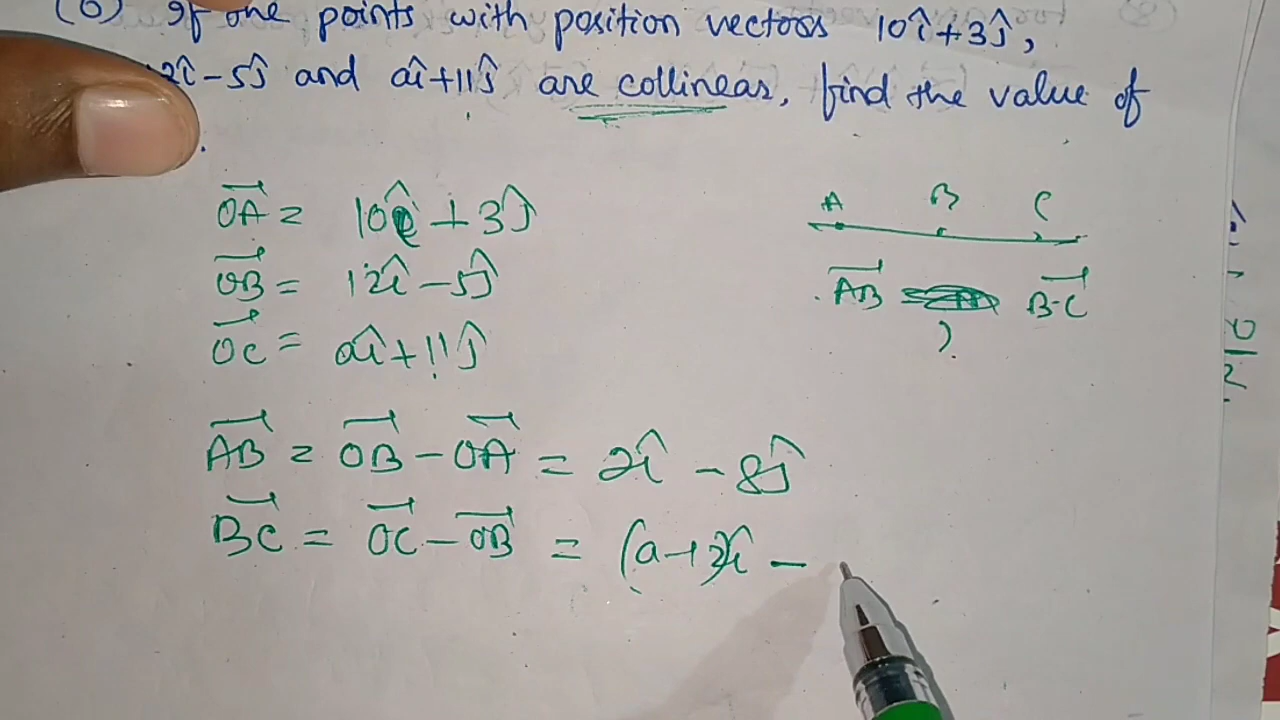 (6) If one points with position vectors 10î + 3ĵ,
2î - 5ĵ and aî + 11ĵ are collinear, find the value of
OA = 10î + 3ĵ
OB = 12î - 5ĵ
OC = aî + 11ĵ
A B C
AB BC
AB = OB - OA = 2î - 8ĵ
BC = OC - OB = (a - 12)î -